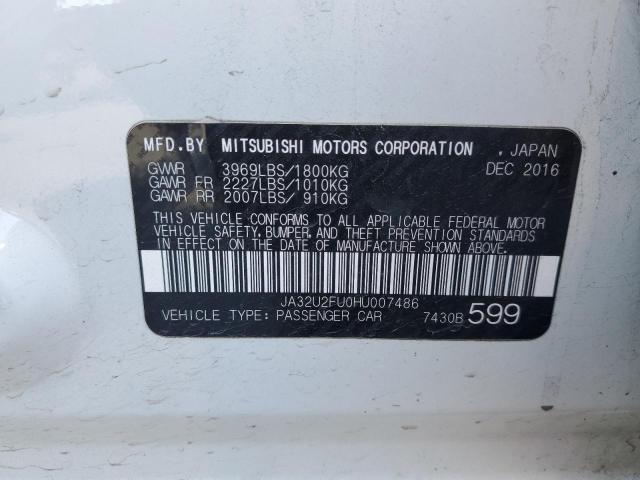 MFD.BY MITSUBISHI MOTORS CORPORATION . JAPAN
GVWR 3969LBS/1800KG DEC 2016
GAWR FR 2227LBS/1010KG
GAWR RR 2007LBS/ 910KG
THIS VEHICLE CONFORMS TO ALL APPLICABLE FEDERAL MOTOR
VEHICLE SAFETY,BUMPER,AND THEFT PREVENTION STANDARDS
IN EFFECT ON THE DATE OF MANUFACTURE SHOWN ABOVE.
JA32U2FU0HU007486
VEHICLE TYPE: PASSENGER CAR 7430B 599